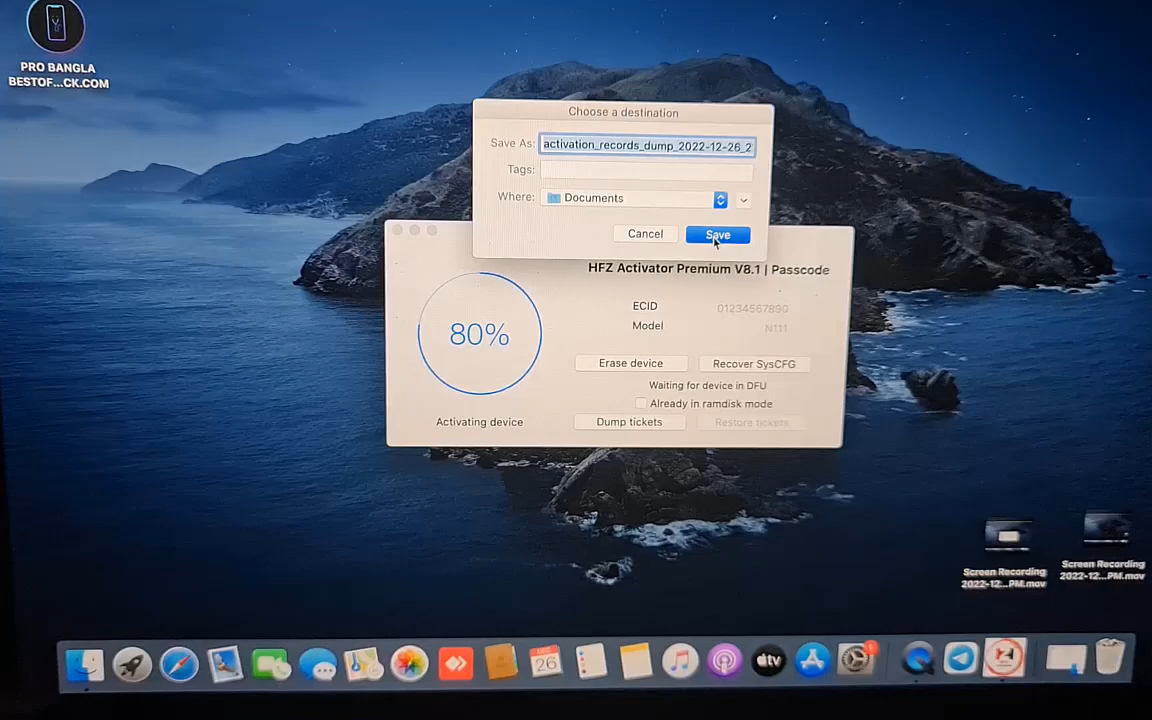 PRO BANGLA
BESTOF...CK.COM
Choose a destination
Save As: activation_records_dump_2022-12-26_2
Tags:
Where: Documents
Cancel
Save
HFZ Activator Premium V8.1 | Passcode
80%
ECID 01234567890
Model N111
Erase device
Recover SysCFG
Waiting for device in DFU
Already in ramdisk mode
Activating device
Dump tickets
Restore tickets
Screen Recording
2022-12...PM.mov
Screen Recording
2022-12...PM.mov
26
tv
1